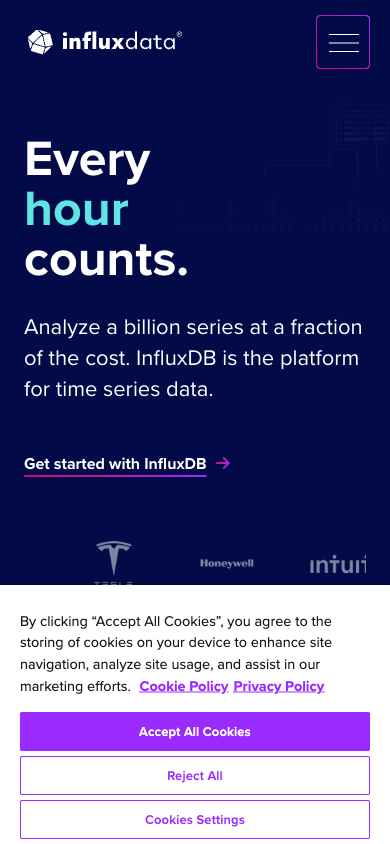 influxdata®
Every
hour
counts.
Analyze a billion series at a fraction
of the cost. InfluxDB is the platform
for time series data.
Get started with InfluxDB
TESLA Honeywell intuit
By clicking “Accept All Cookies”, you agree to the
storing of cookies on your device to enhance site
navigation, analyze site usage, and assist in our
marketing efforts. Cookie Policy Privacy Policy
Accept All Cookies
Reject All
Cookies Settings